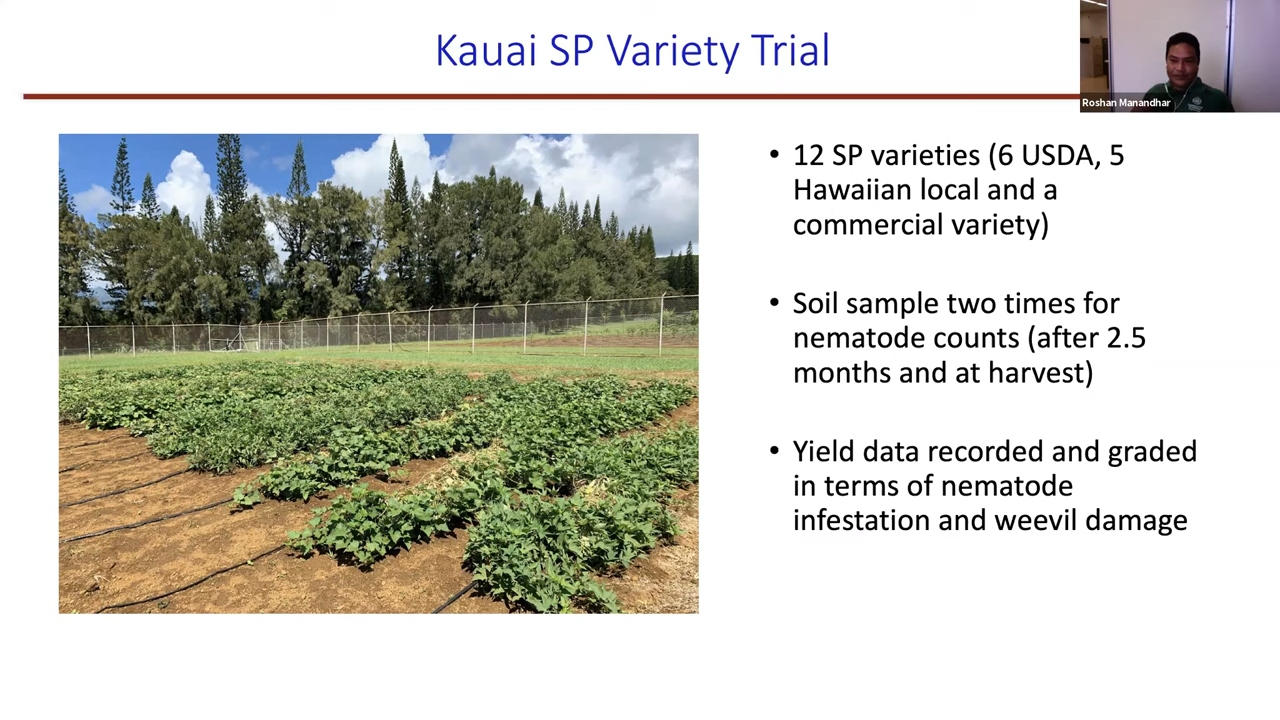 Kauai SP Variety Trial
Roshan Manandhar
• 12 SP varieties (6 USDA, 5
Hawaiian local and a
commercial variety)
• Soil sample two times for
nematode counts (after 2.5
months and at harvest)
• Yield data recorded and graded
in terms of nematode
infestation and weevil damage